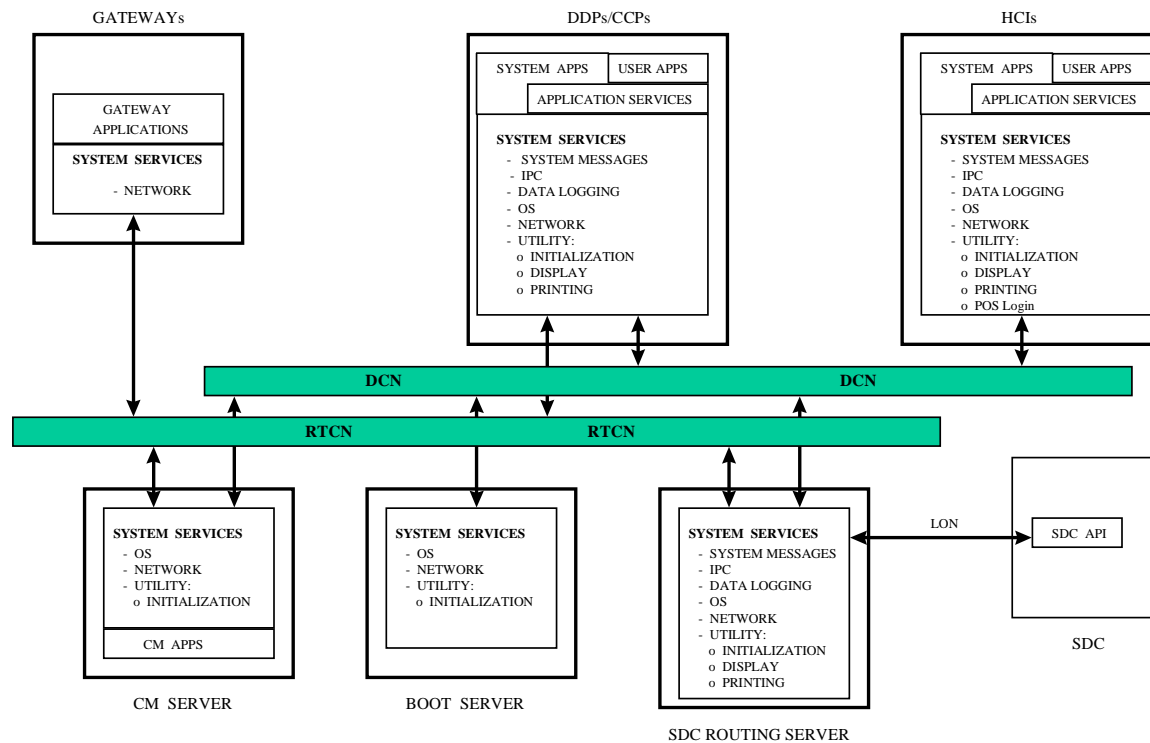 GATEWAYs
GATEWAY
APPLICATIONS
SYSTEM SERVICES
- NETWORK
DDPs/CCPs
SYSTEM APPS
USER APPS
APPLICATION SERVICES
SYSTEM SERVICES
- SYSTEM MESSAGES
- IPC
- DATA LOGGING
- OS
- NETWORK
- UTILITY:
o INITIALIZATION
o DISPLAY
o PRINTING
HCIs
SYSTEM APPS
USER APPS
APPLICATION SERVICES
SYSTEM SERVICES
- SYSTEM MESSAGES
- IPC
- DATA LOGGING
- OS
- NETWORK
- UTILITY:
o INITIALIZATION
o DISPLAY
o PRINTING
o POS Login
DCN DCN
RTCN RTCN
SYSTEM SERVICES
- OS
- NETWORK
- UTILITY:
o INITIALIZATION
CM APPS
CM SERVER
SYSTEM SERVICES
- OS
- NETWORK
- UTILITY:
o INITIALIZATION
BOOT SERVER
SYSTEM SERVICES
- SYSTEM MESSAGES
- IPC
- DATA LOGGING
- OS
- NETWORK
- UTILITY:
o INITIALIZATION
o DISPLAY
o PRINTING
SDC ROUTING SERVER
LON
SDC API
SDC